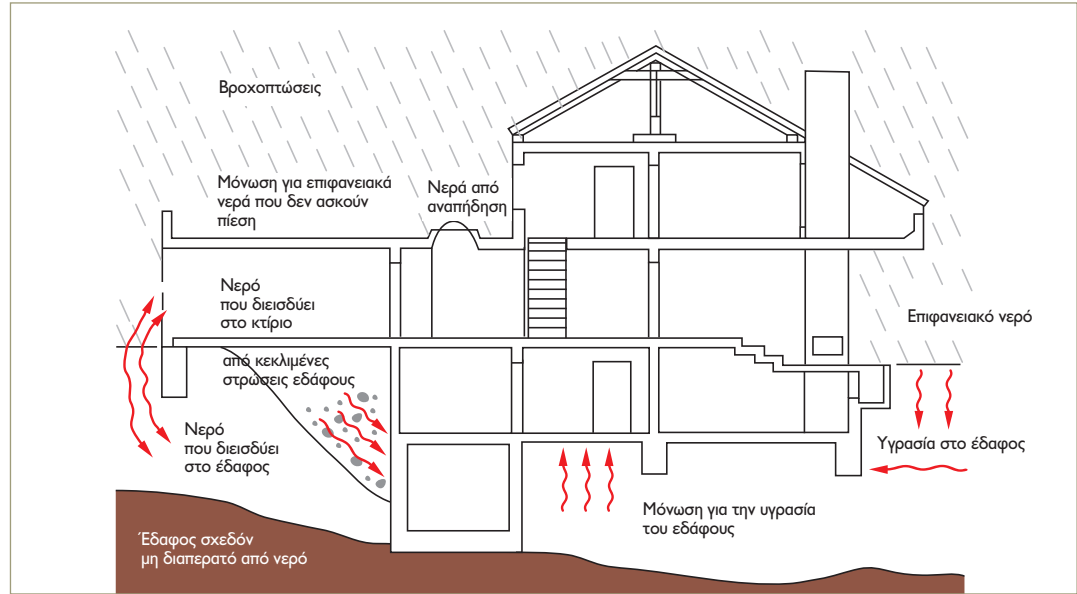 Βροχοπτώσεις
Μόνωση για επιφανειακά
νερά που δεν ασκούν
πίεση
Νερά από
αναπήδηση
Νερό
που διεισδύει
στο κτίριο
από κεκλιμένες
στρώσεις εδάφους
Επιφανειακό νερό
Νερό
που διεισδύει
στο έδαφος
Υγρασία στο έδαφος
Μόνωση για την υγρασία
του εδάφους
Έδαφος σχεδόν
μη διαπερατό από νερό